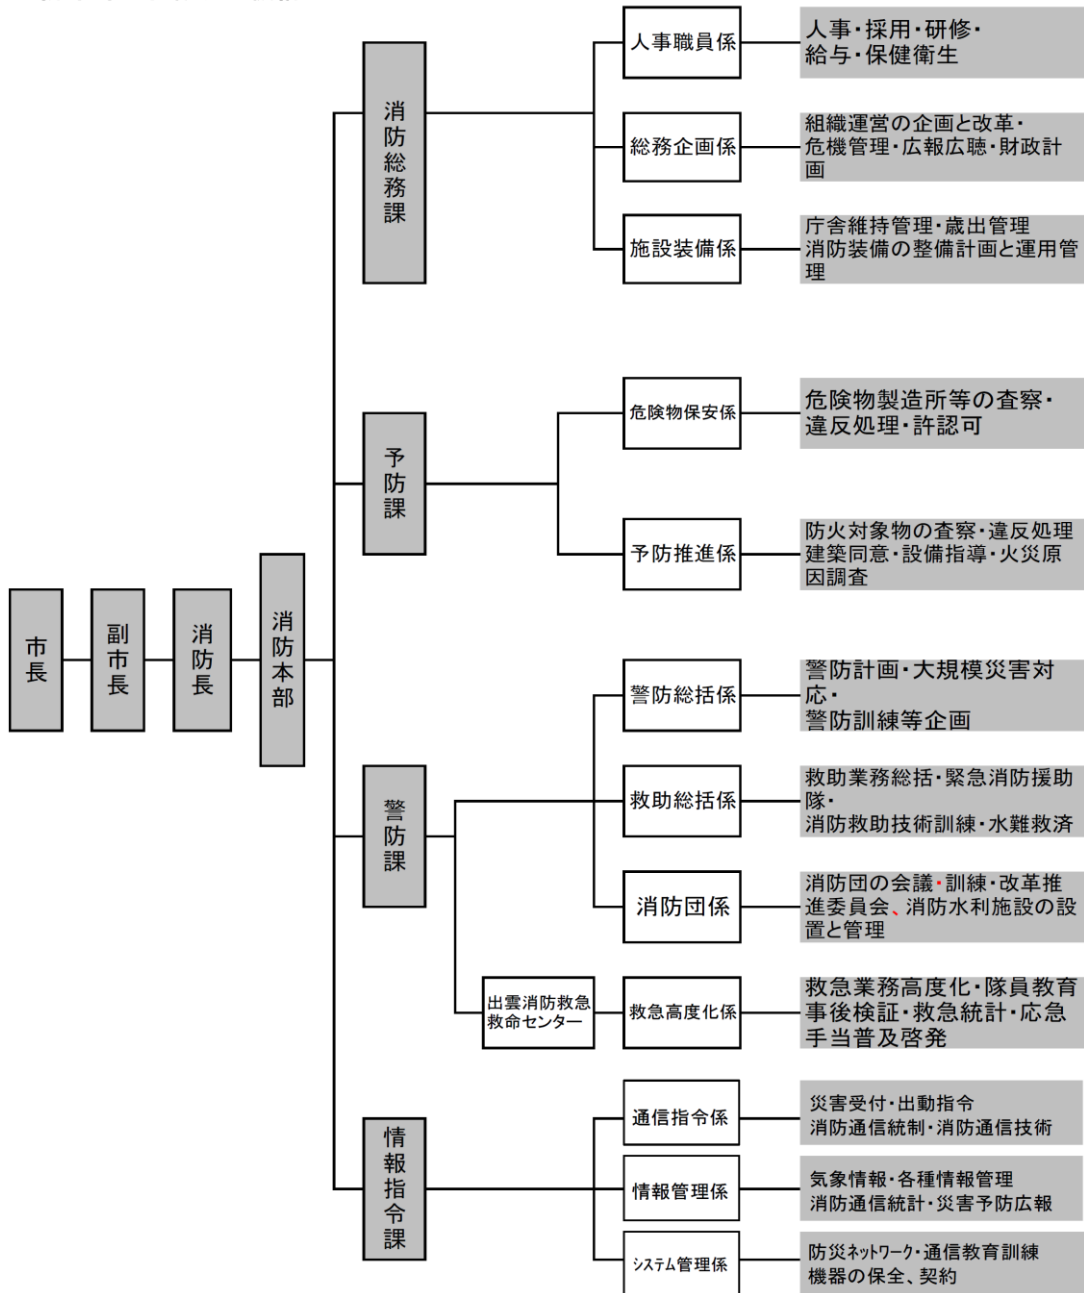 市長
副市長
消防長
消防本部
消防総務課
人事職員係
人事・採用・研修・
給与・保健衛生
総務企画係
組織運営の企画と改革・
危機管理・広報広聴・財政計
画
施設装備係
庁舎維持管理・歳出管理
消防装備の整備計画と運用管
理
予防課
危険物保安係
危険物製造所等の査察・
違反処理・許認可
予防推進係
防火対象物の査察・違反処理
建築同意・設備指導・火災原
因調査
警防課
警防総括係
警防計画・大規模災害対
応・
警防訓練等企画
救助総括係
救助業務総括・緊急消防援助
隊・
消防救助技術訓練・水難救済
消防団係
消防団の会議・訓練・改革推
進委員会、消防水利施設の設
置と管理
出雲消防救急
救命センター
救急高度化係
救急業務高度化・隊員教育
事後検証・救急統計・応急
手当普及啓発
情報指令課
通信指令係
災害受付・出動指令
消防通信統制・消防通信技術
情報管理係
気象情報・各種情報管理
消防通信統計・災害予防広報
システム管理係
防災ネットワーク・通信教育訓練
機器の保全、契約